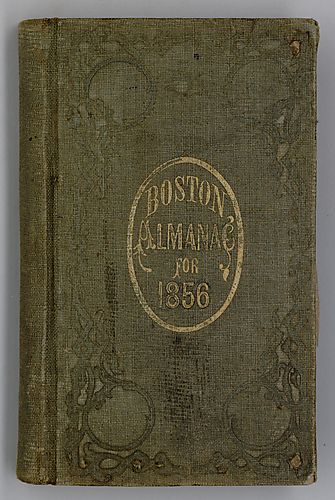 BOSTON
ALMANAC
FOR
1856